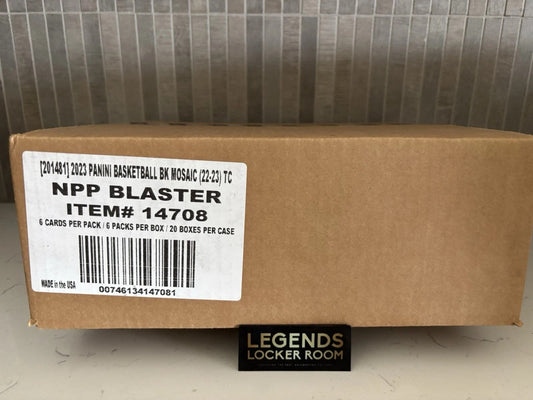 [201481] 2023 PANINI BASKETBALL BK MOSAIC (22-23) TC
NPP BLASTER
ITEM# 14708
6 CARDS PER PACK / 6 PACKS PER BOX / 20 BOXES PER CASE
MADE in the USA
00746134147081
LEGENDS
LOCKER ROOM